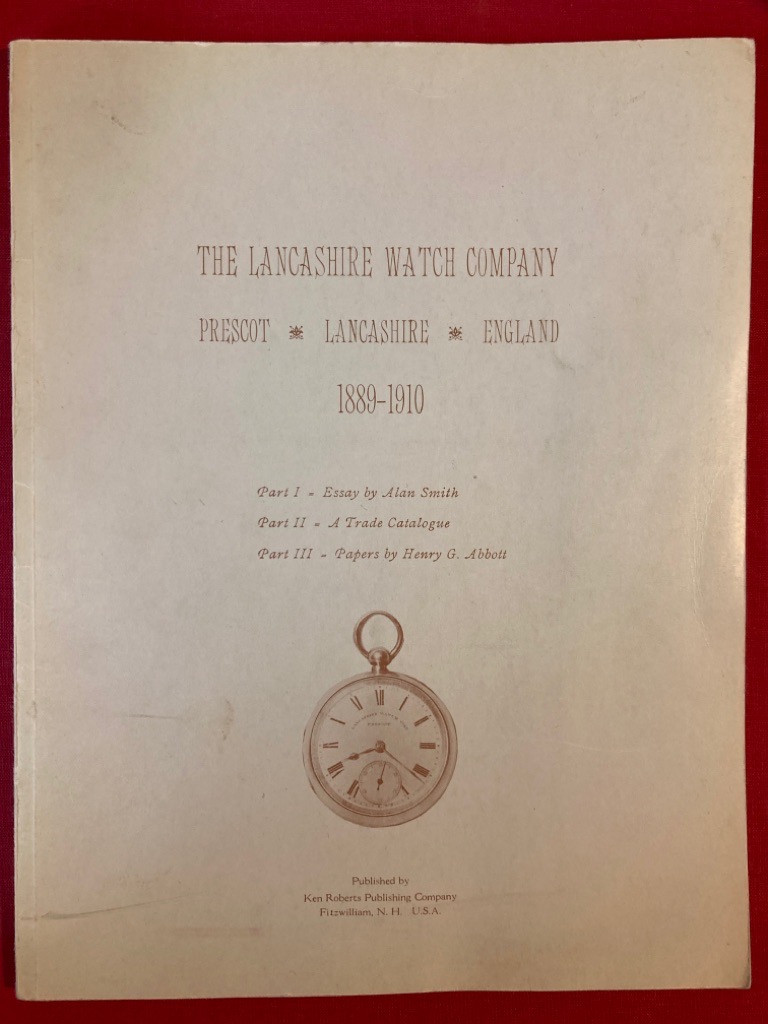 THE LANCASHIRE WATCH COMPANY
PRESCOT LANCASHIRE ENGLAND
1889-1910
Part I - Essay by Alan Smith
Part II - A Trade Catalogue
Part III - Papers by Henry G. Abbott
Published by
Ken Roberts Publishing Company
Fitzwilliam, N. H. U.S.A.